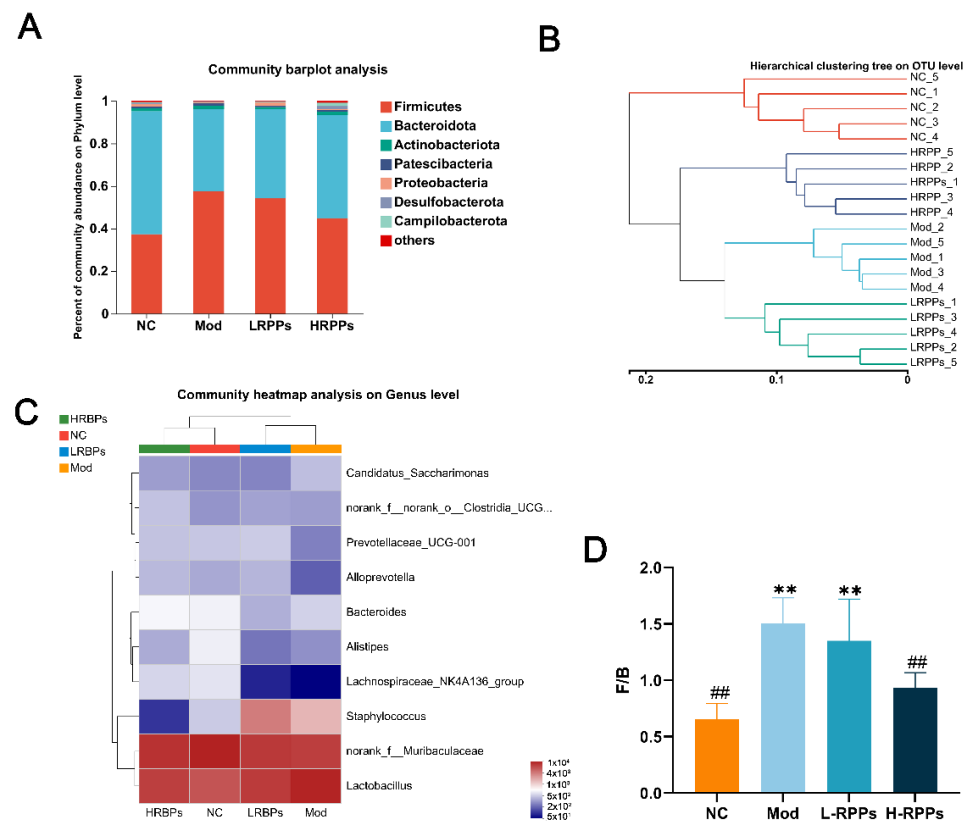 A
Community barplot analysis
Percent of community abundance on Phylum level
1
0.8
0.6
0.4
0.2
0
NC
Mod
LRPPs
HRPPs
Firmicutes
Bacteroidota
Actinobacteriota
Patescibacteria
Proteobacteria
Desulfobacterota
Campilobacterota
others
B
Hierarchical clustering tree on OTU level
NC_5
NC_1
NC_2
NC_3
NC_4
HRPP_5
HRPP_2
HRPPs_1
HRPP_3
HRPP_4
Mod_2
Mod_5
Mod_1
Mod_3
Mod_4
LRPPs_1
LRPPs_3
LRPPs_4
LRPPs_2
LRPPs_5
0.2
0.1
0
C
Community heatmap analysis on Genus level
HRBPs
NC
LRBPs
Mod
Candidatus_Saccharimonas
norank_f__norank_o__Clostridia_UCG...
Prevotellaceae_UCG-001
Alloprevotella
Bacteroides
Alistipes
Lachnospiraceae_NK4A136_group
Staphylococcus
norank_f__Muribaculaceae
Lactobacillus
HRBPs
NC
LRBPs
Mod
1x10⁴
5x10¹
D
F/B
2.0
1.5
1.0
0.5
0.0
##
**
**
##
NC
Mod
L-RPPs
H-RPPs